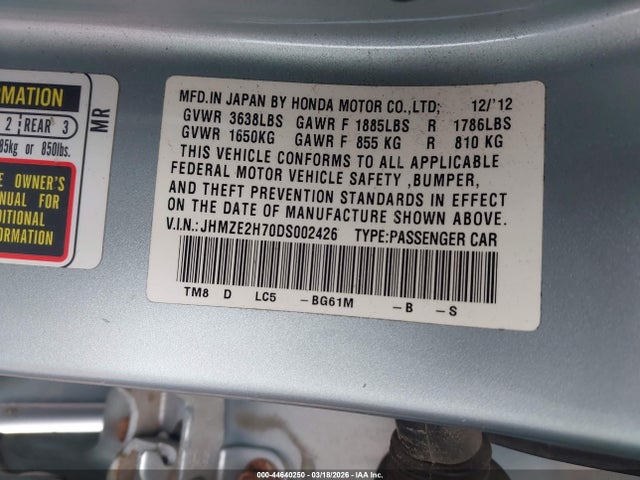 ORMATION
2 REAR 3
85kg or 850lbs.
E OWNER'S
NUAL FOR
DITIONAL
FORMATION
MR
MFD.IN JAPAN BY HONDA MOTOR CO.,LTD; 12/'12
GVWR 3638LBS GAWR F 1885LBS R 1786LBS
GVWR 1650KG GAWR F 855 KG R 810 KG
THIS VEHICLE CONFORMS TO ALL APPLICABLE
FEDERAL MOTOR VEHICLE SAFETY ,BUMPER,
AND THEFT PREVENTION STANDARDS IN EFFECT
ON THE DATE OF MANUFACTURE SHOWN ABOVE.
V.I.N.:JHMZE2H70DS002426 TYPE:PASSENGER CAR
TM8 D LC5 -BG61M -B -S
000-44640250 - 03/18/2026 - IAA Inc.